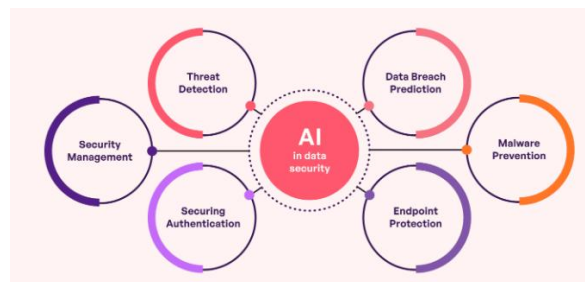 Threat
Detection
Data Breach
Prediction
Security
Management
AI
in data
security
Malware
Prevention
Securing
Authentication
Endpoint
Protection